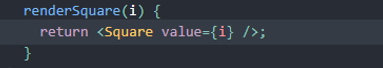 renderSquare(i) {
  return <Square value={i} />;
}